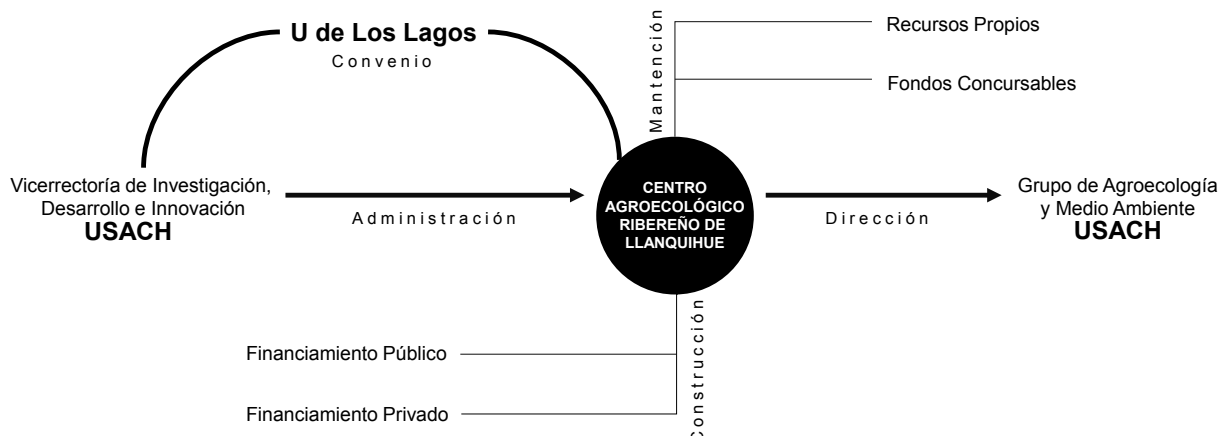 U de Los Lagos
Convenio
Mantención
Recursos Propios
Fondos Concursables
Vicerrectoría de Investigación,
Desarrollo e Innovación
USACH
Administración
CENTRO
AGROECOLÓGICO
RIBEREÑO DE
LLANQUIHUE
Dirección
Grupo de Agroecología
y Medio Ambiente
USACH
Construcción
Financiamiento Público
Financiamiento Privado